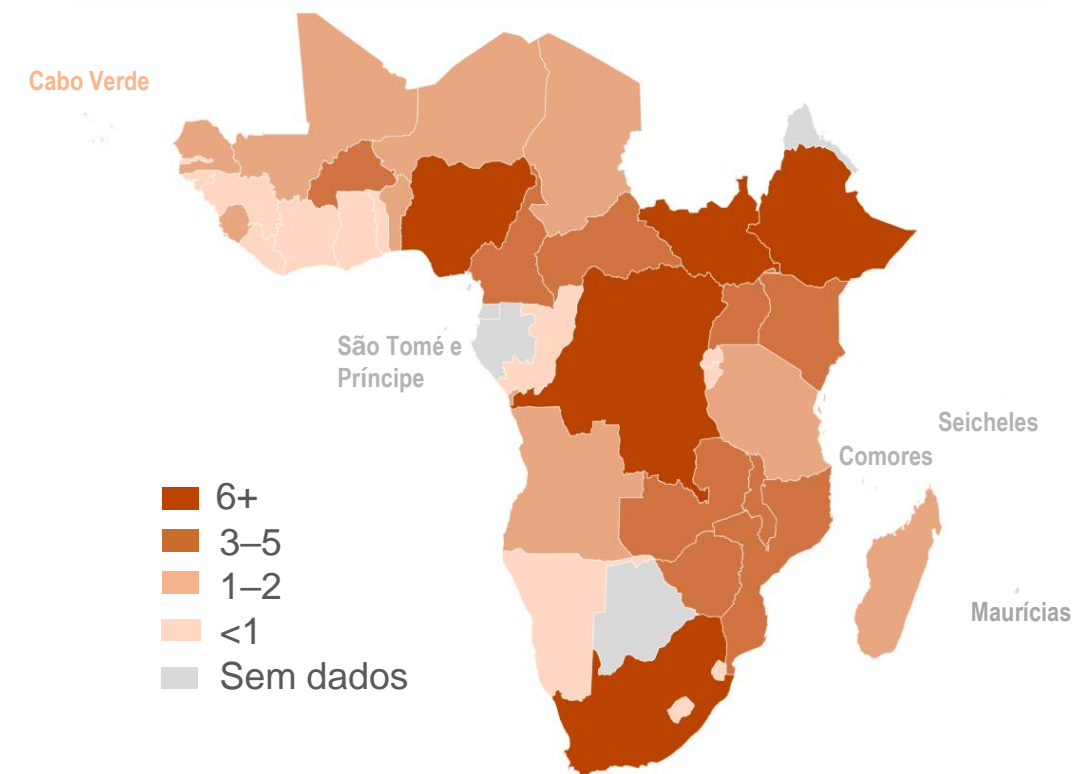 Cabo Verde
São Tomé e
Príncipe
Seicheles
Comores
Maurícias
6+
3–5
1–2
<1
Sem dados